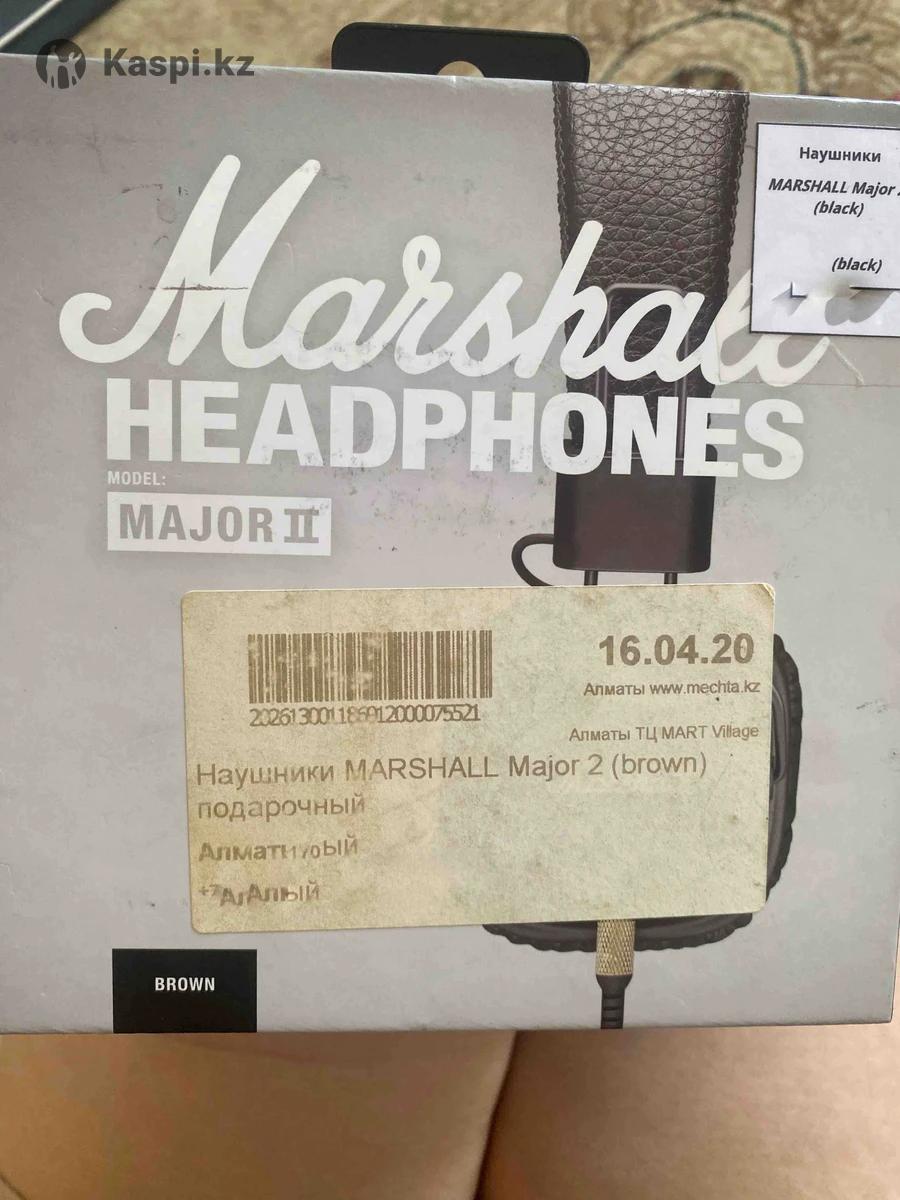 Kaspi.kz
Наушники
MARSHALL Major
(black)
(black)
Marshall
HEADPHONES
MODEL:
MAJOR II
16.04.20
Алматы www.mechta.kz
Алматы ТЦ MART Village
Наушники MARSHALL Major 2 (brown)
подарочный
BROWN